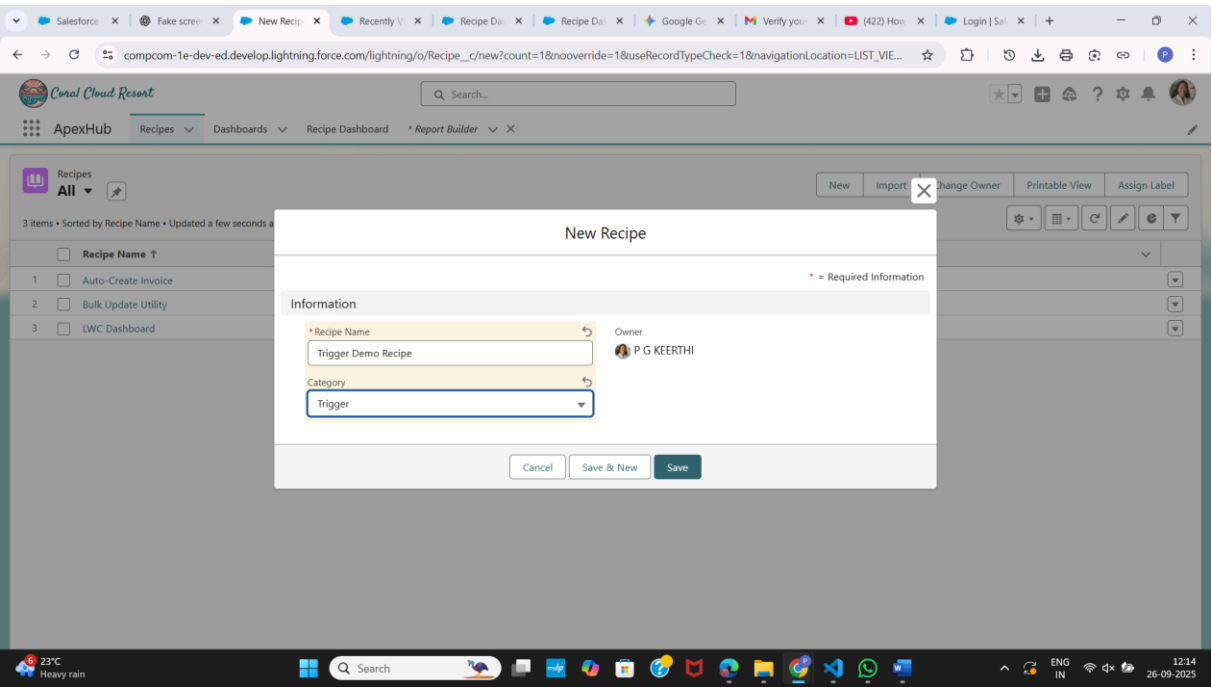 Salesforce
Fake scree
New Recip
Recently V
Recipe Das
Recipe Das
Google Ge
Verify your
(422) How
Login | Sal
compcom-1e-dev-ed.develop.lightning.force.com/lightning/o/Recipe__c/new?count=1&nooverride=1&useRecordTypeCheck=1&navigationLocation=LIST_VIE...
P
Coral Cloud Resort
Search...
ApexHub Recipes Dashboards Recipe Dashboard * Report Builder
Recipes
All
New Import Change Owner Printable View Assign Label
3 items • Sorted by Recipe Name • Updated a few seconds a
Recipe Name ↑
1 Auto-Create Invoice
2 Bulk Update Utility
3 LWC Dashboard
New Recipe
* = Required Information
Information
* Recipe Name
Trigger Demo Recipe
Owner
P G KEERTHI
Category
Trigger
Cancel Save & New Save
6
23°C
Heavy rain
Search
ENG
IN
12:14
26-09-2025